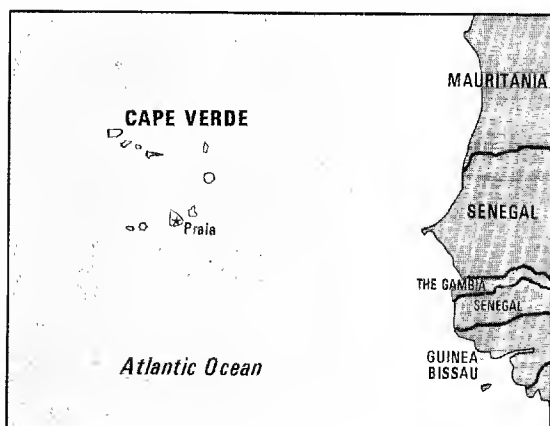 MAURITANIA
CAPE VERDE
SENEGAL
Praia
THE GAMBIA
SENEGAL
GUINEA
BISSAU
Atlantic Ocean